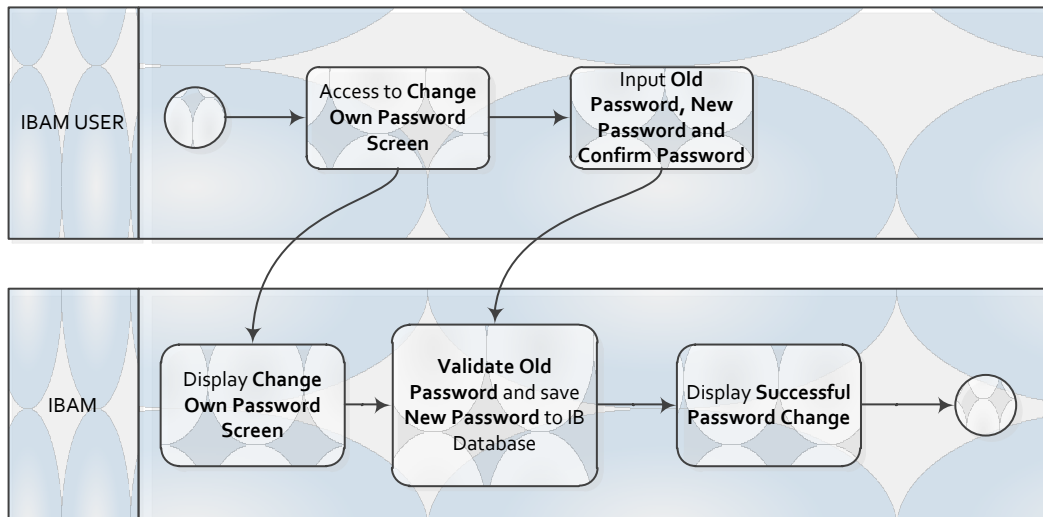 IBAM USER
Access to Change
Own Password
Screen
Input Old
Password, New
Password and
Confirm Password
IBAM
Display Change
Own Password
Screen
Validate Old
Password and save
New Password to IB
Database
Display Successful
Password Change